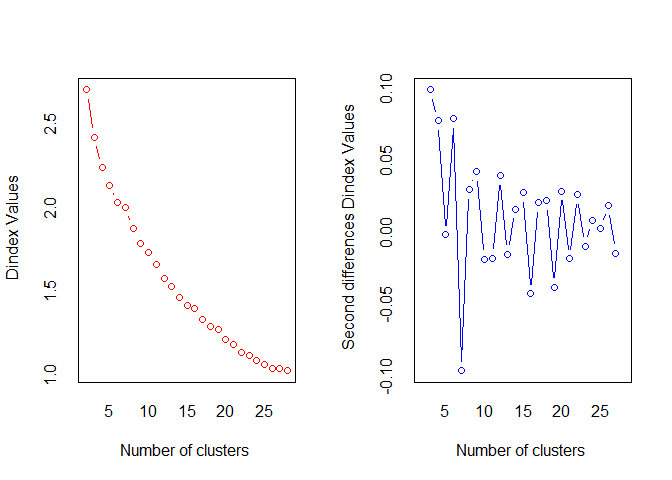 Dindex Values
1.0 1.5 2.0 2.5
5 10 15 20 25
Number of clusters
Second differences Dindex Values
-0.10 -0.05 0.00 0.05 0.10
5 10 15 20 25
Number of clusters